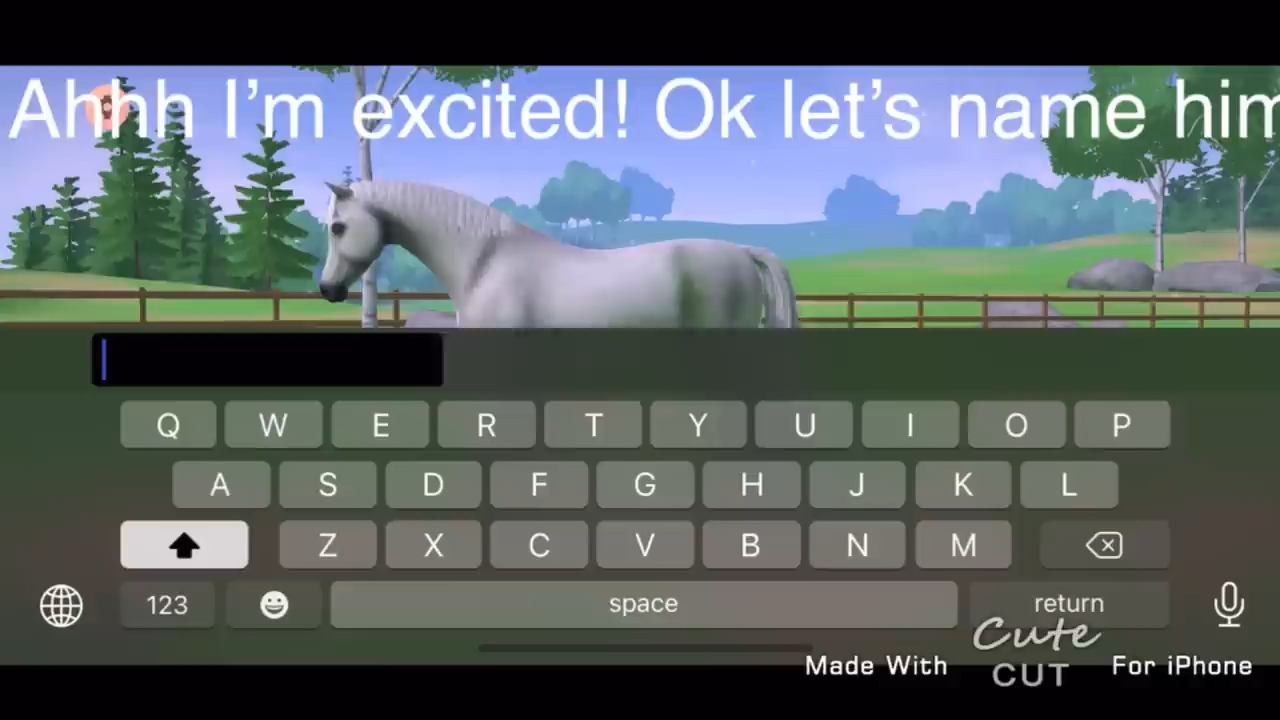 Ahhh I’m excited! Ok let’s name him
Q W E R T Y U I O P
A S D F G H J K L
Z X C V B N M
123 space return
Made With Cute CUT For iPhone